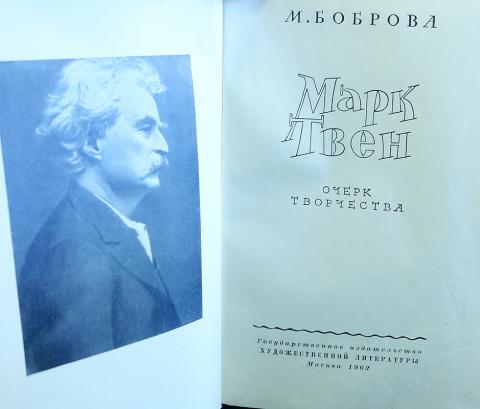 М. БОБРОВА
Марк
Твен
ОЧЕРК
ТВОРЧЕСТВА
Государственное издательство
ХУДОЖЕСТВЕННОЙ ЛИТЕРАТУРЫ
Москва 1962